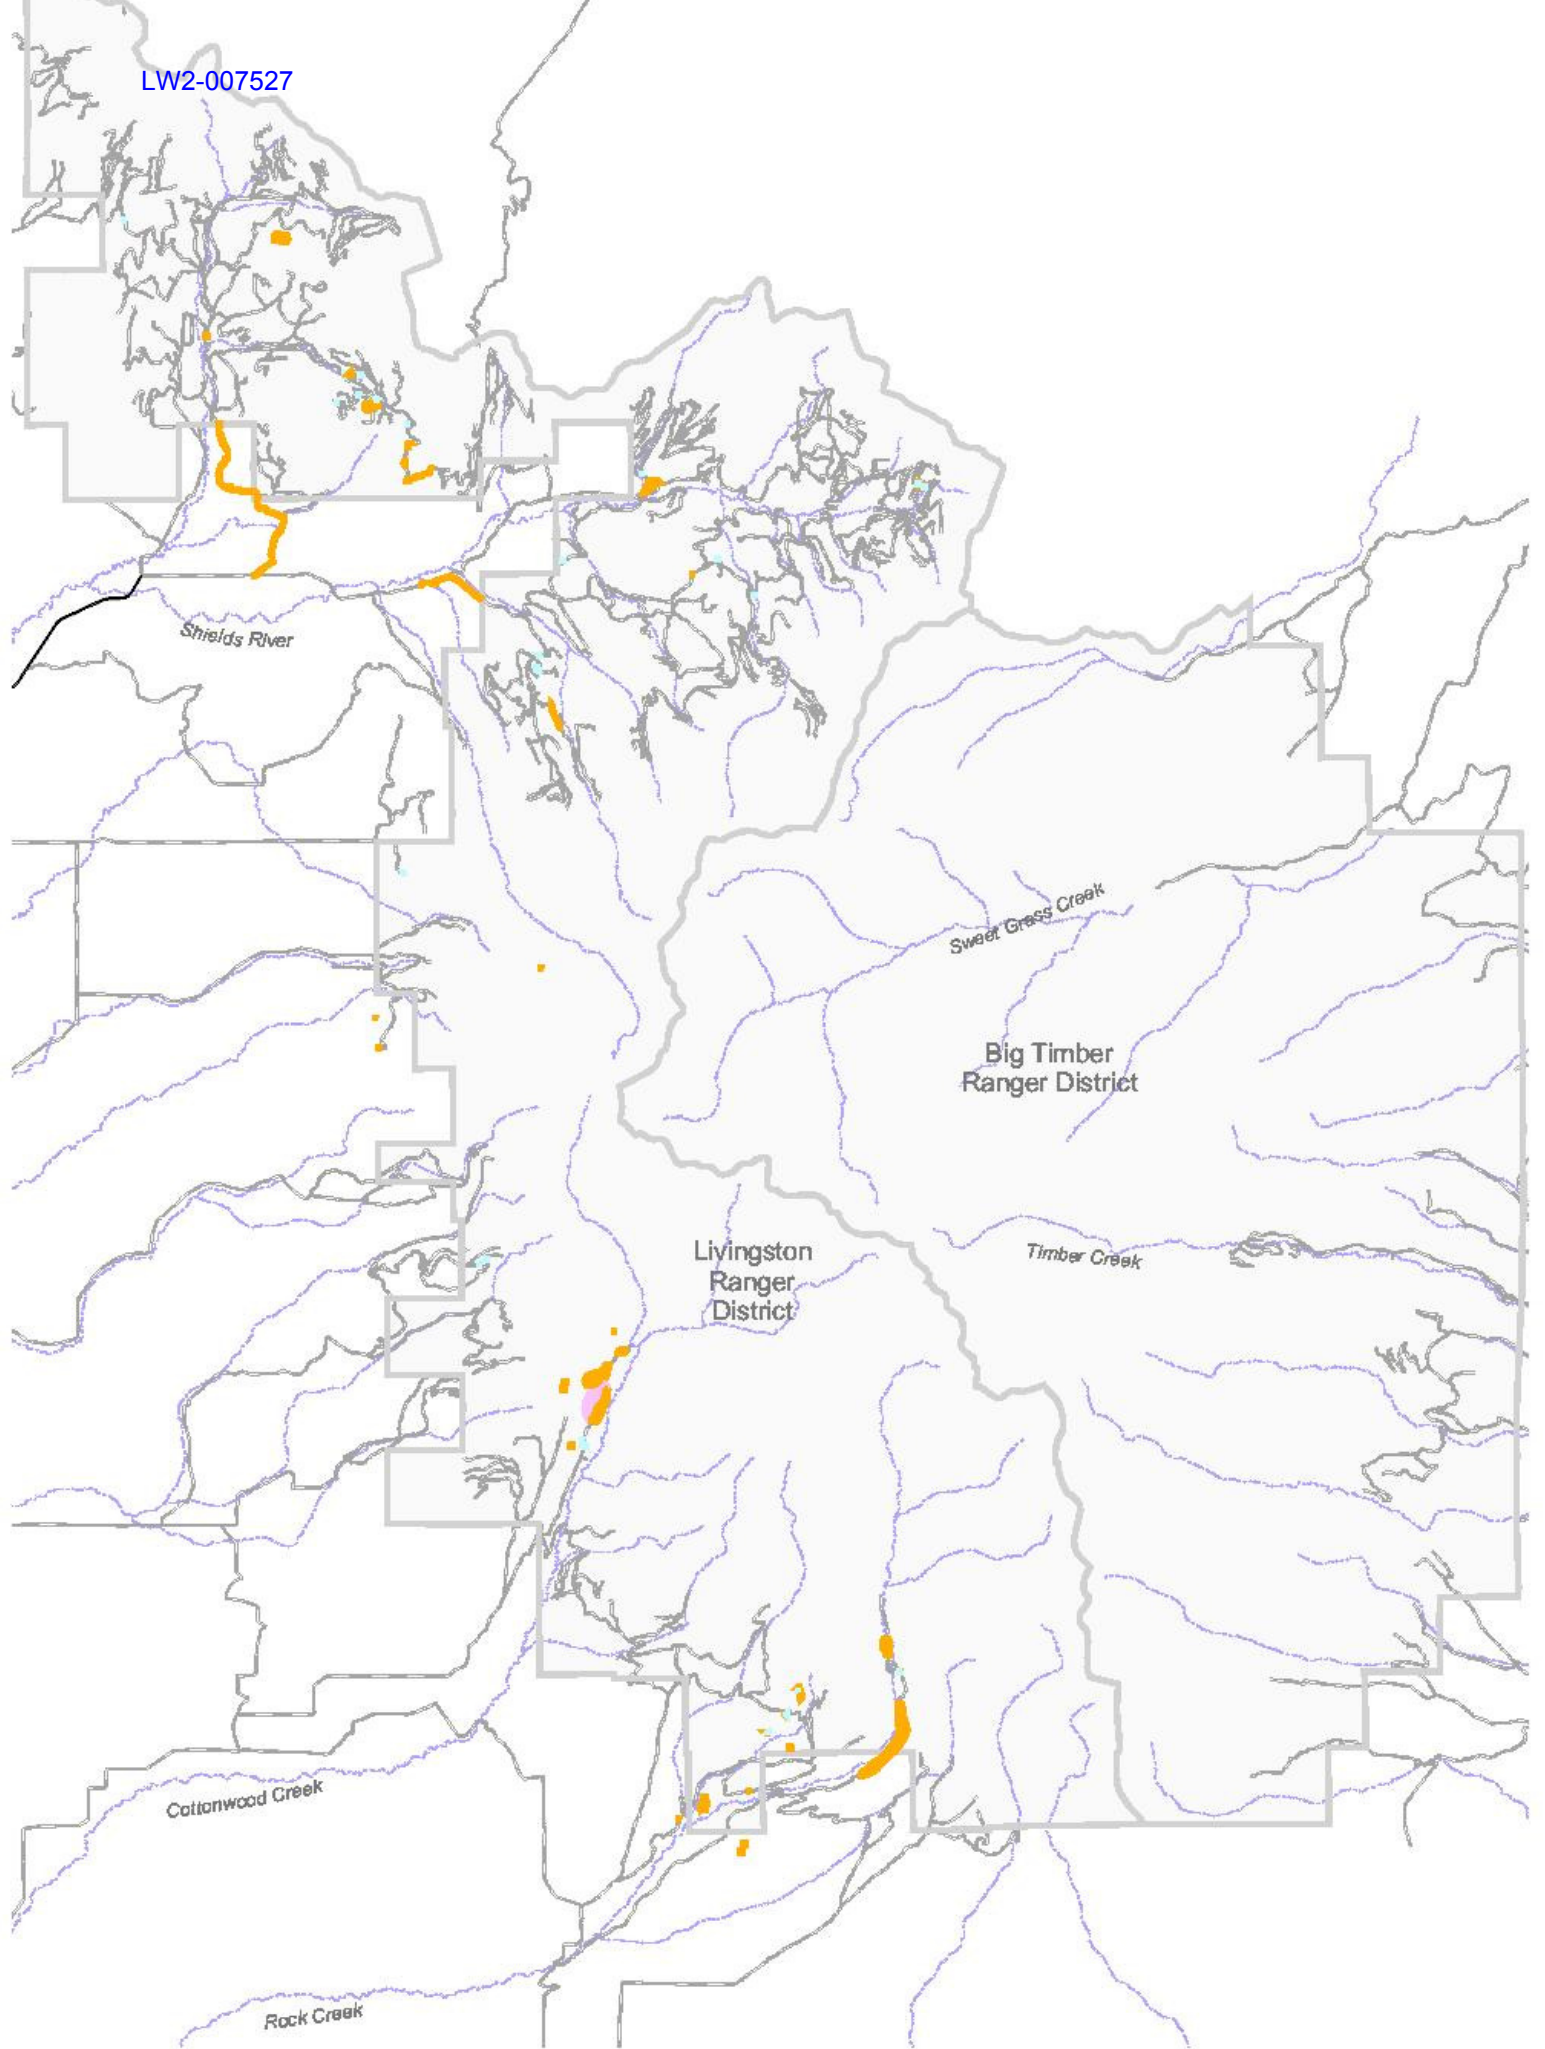 LW2-007527
Shields River
Sweet Grass Creek
Big Timber
Ranger District
Livingston
Ranger
District
Timber Creek
Cottonwood Creek
Rock Creek